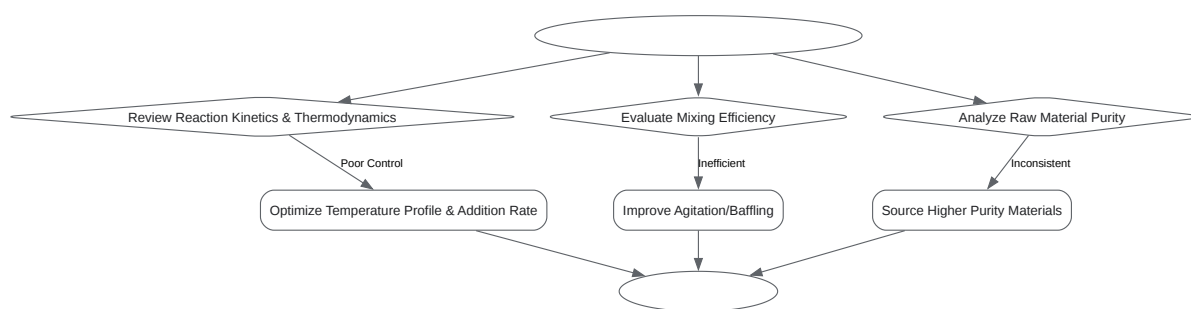 Review Reaction Kinetics & Thermodynamics
Evaluate Mixing Efficiency
Analyze Raw Material Purity
Poor Control
Inefficient
Inconsistent
Optimize Temperature Profile & Addition Rate
Improve Agitation/Baffling
Source Higher Purity Materials